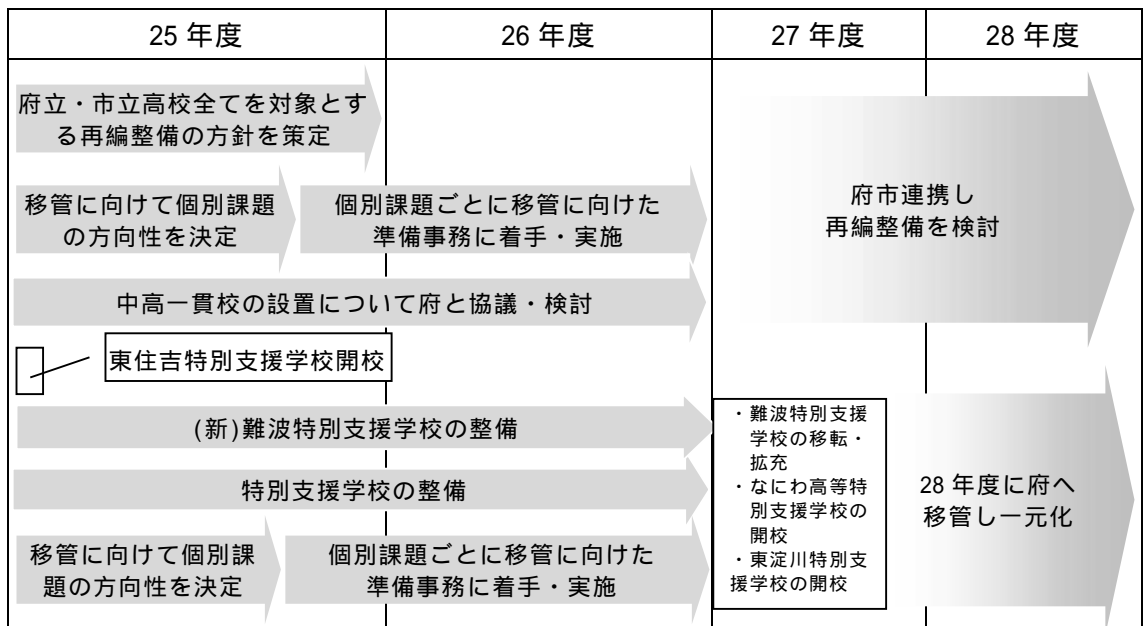 25 年度
26 年度
27 年度
28 年度
府立・市立高校全てを対象とす
る再編整備の方針を策定
移管に向けて個別課題
の方向性を決定
個別課題ごとに移管に向けた
準備事務に着手・実施
府市連携し
再編整備を検討
中高一貫校の設置について府と協議・検討
東住吉特別支援学校開校
(新)難波特別支援学校の整備
特別支援学校の整備
移管に向けて個別課
題の方向性を決定
個別課題ごとに移管に向けた
準備事務に着手・実施
・難波特別支援
学校の移転・
拡充
・なにわ高等特
別支援学校の
開校
・東淀川特別支
援学校の開校
28 年度に府へ
移管し一元化